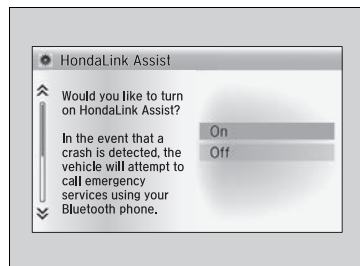 HondaLink Assist
Would you like to turn
on HondaLink Assist?
In the event that a
crash is detected, the
vehicle will attempt to
call emergency
services using your
Bluetooth phone.
On
Off